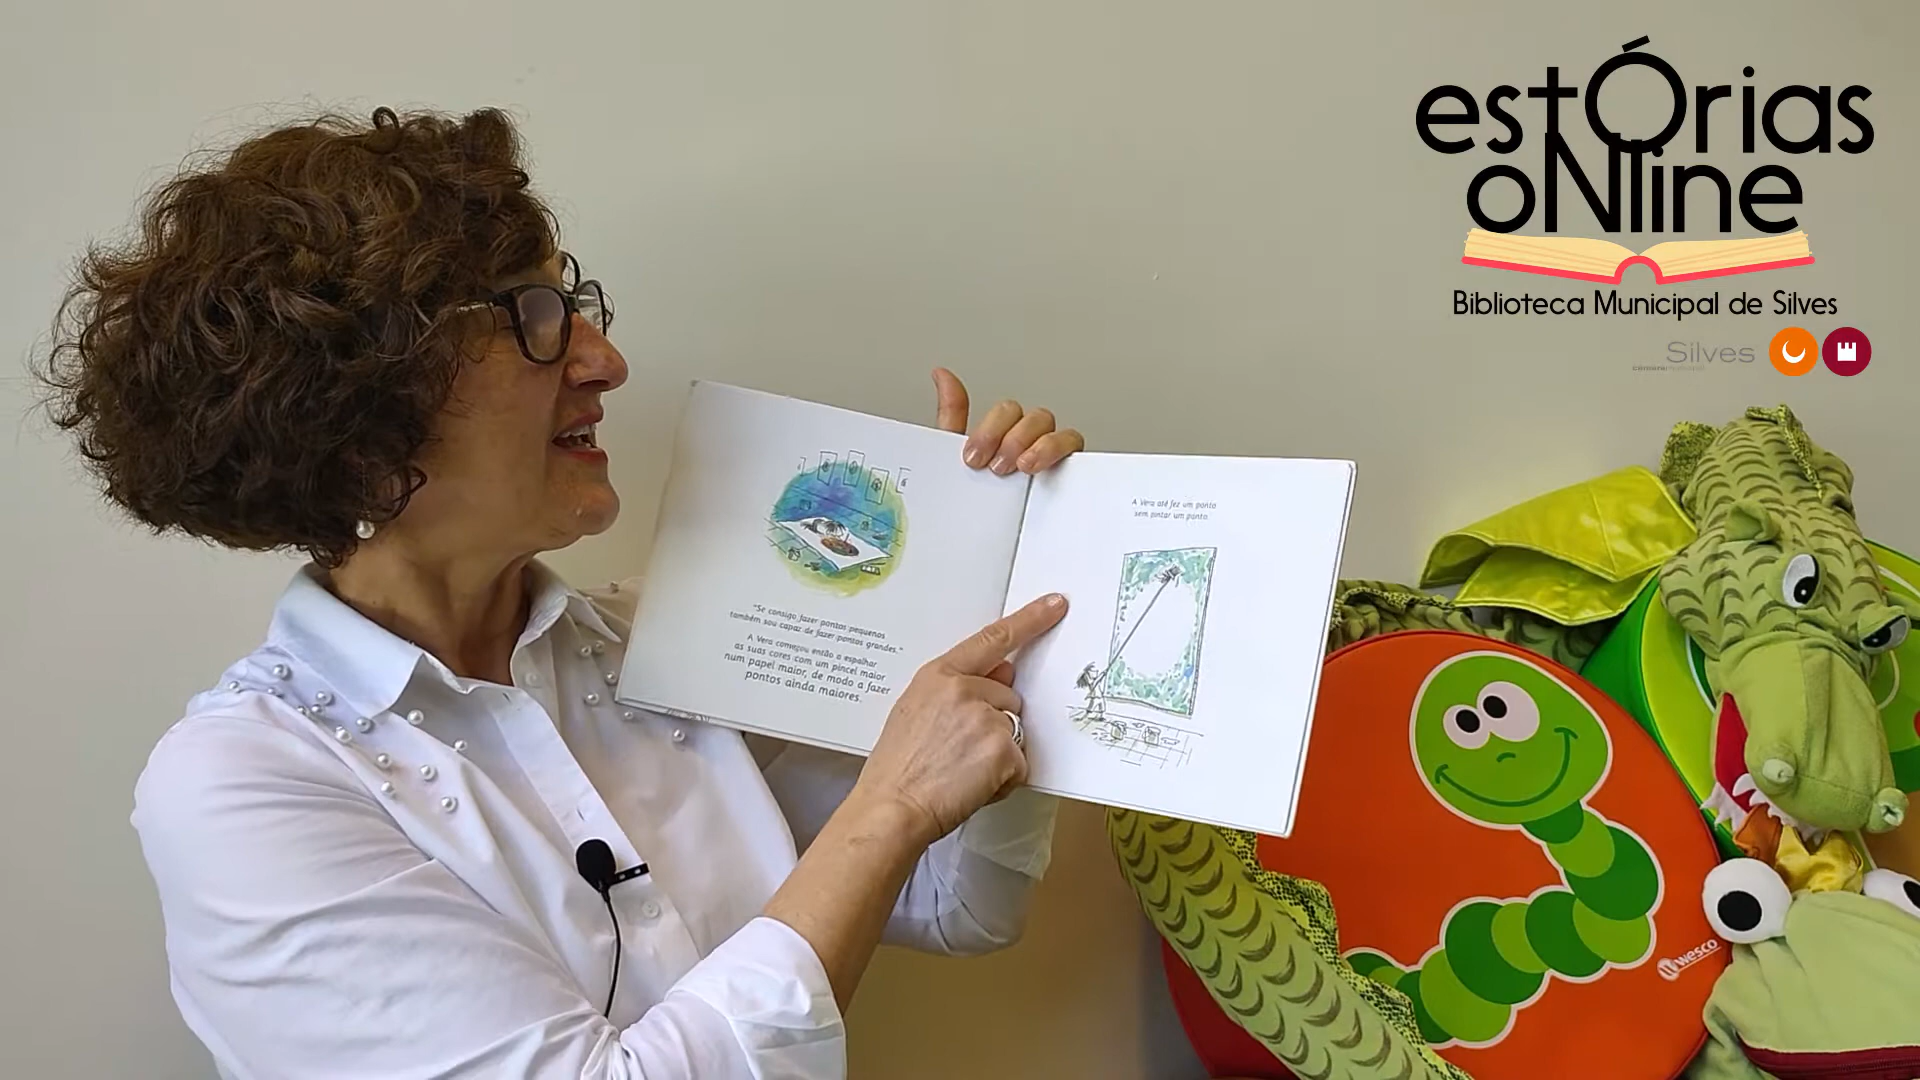 estÓrias
oNline
Biblioteca Municipal de Silves
Silves
"Se consigo fazer pontos pequenos
também sou capaz de fazer pontos grandes."
A Vera começou então a espalhar
as suas cores com um pincel maior
num papel maior, de modo a fazer
pontos ainda maiores.
A Vera até fez um ponto
sem pintar um ponto.
wesco